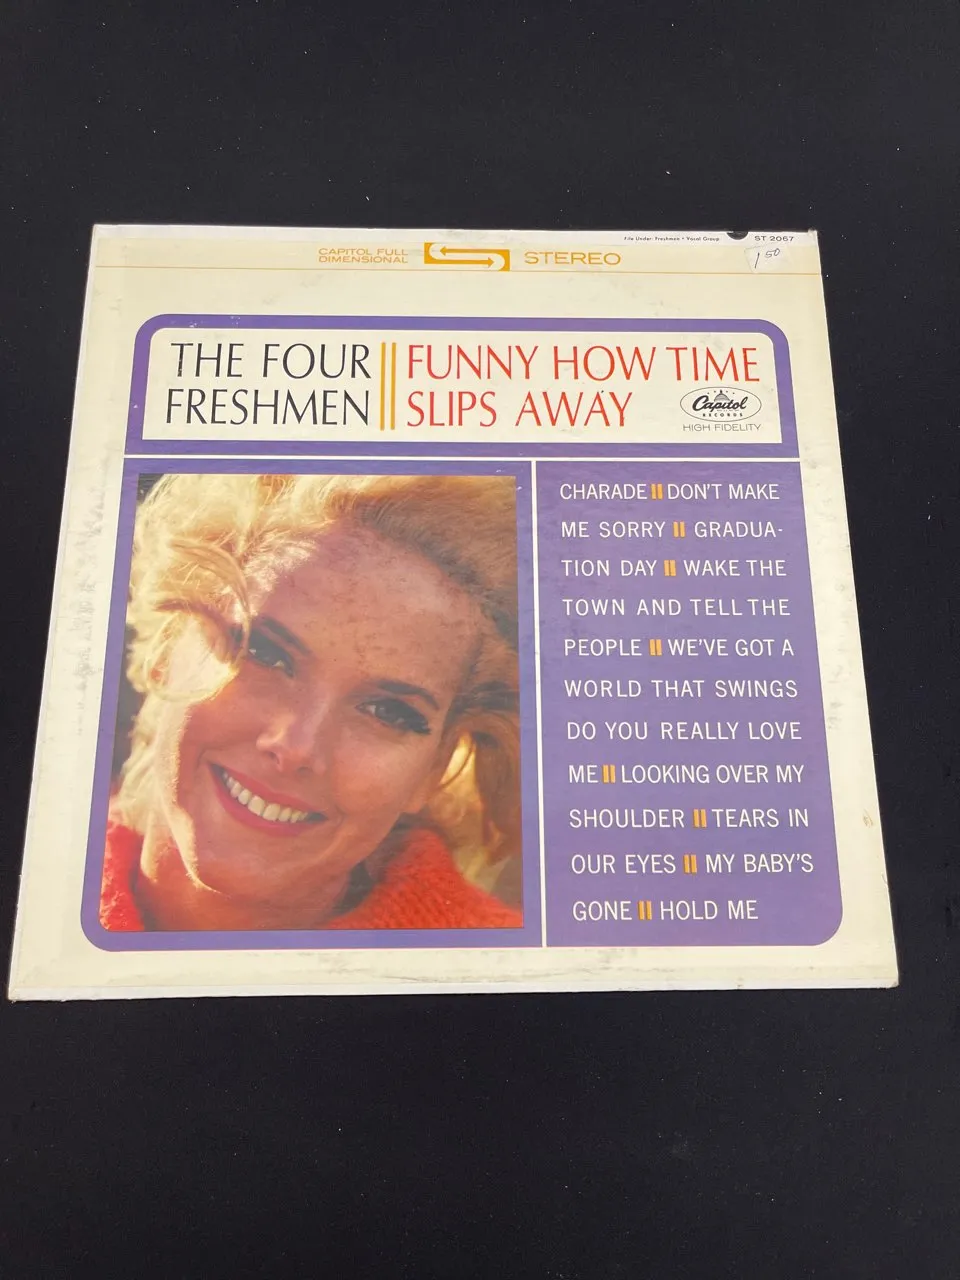 File Under: Freshmen • Vocal Group ST 2067
CAPITOL FULL
DIMENSIONAL
STEREO
1 50
THE FOUR
FRESHMEN
FUNNY HOW TIME
SLIPS AWAY
Capitol
RECORDS
HIGH FIDELITY
CHARADE || DON'T MAKE
ME SORRY || GRADUA-
TION DAY || WAKE THE
TOWN AND TELL THE
PEOPLE || WE'VE GOT A
WORLD THAT SWINGS
DO YOU REALLY LOVE
ME || LOOKING OVER MY
SHOULDER || TEARS IN
OUR EYES || MY BABY'S
GONE || HOLD ME